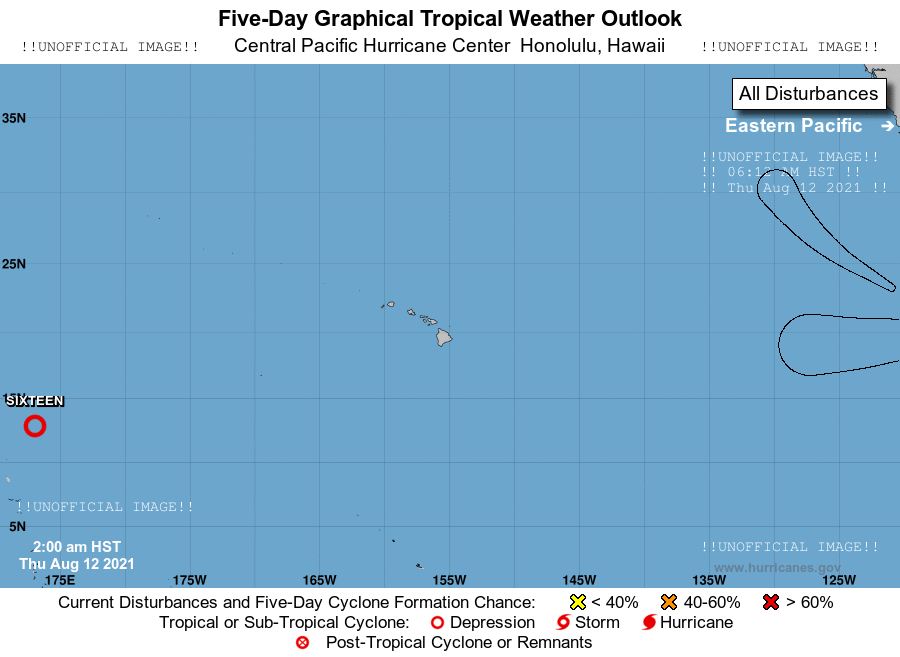 Five-Day Graphical Tropical Weather Outlook
!!UNOFFICIAL IMAGE!! Central Pacific Hurricane Center Honolulu, Hawaii !!UNOFFICIAL IMAGE!!
All Disturbances
35N
Eastern Pacific →
!!UNOFFICIAL IMAGE!!
!! 06:12 AM HST !!
!! Thu Aug 12 2021 !!
25N
15N
SIXTEEN
!!UNOFFICIAL IMAGE!!
5N
2:00 am HST
Thu Aug 12 2021
!!UNOFFICIAL IMAGE!!
www.hurricanes.gov
175E 175W 165W 155W 145W 135W 125W
Current Disturbances and Five-Day Cyclone Formation Chance: < 40% 40-60% > 60%
Tropical or Sub-Tropical Cyclone: Depression Storm Hurricane
Post-Tropical Cyclone or Remnants